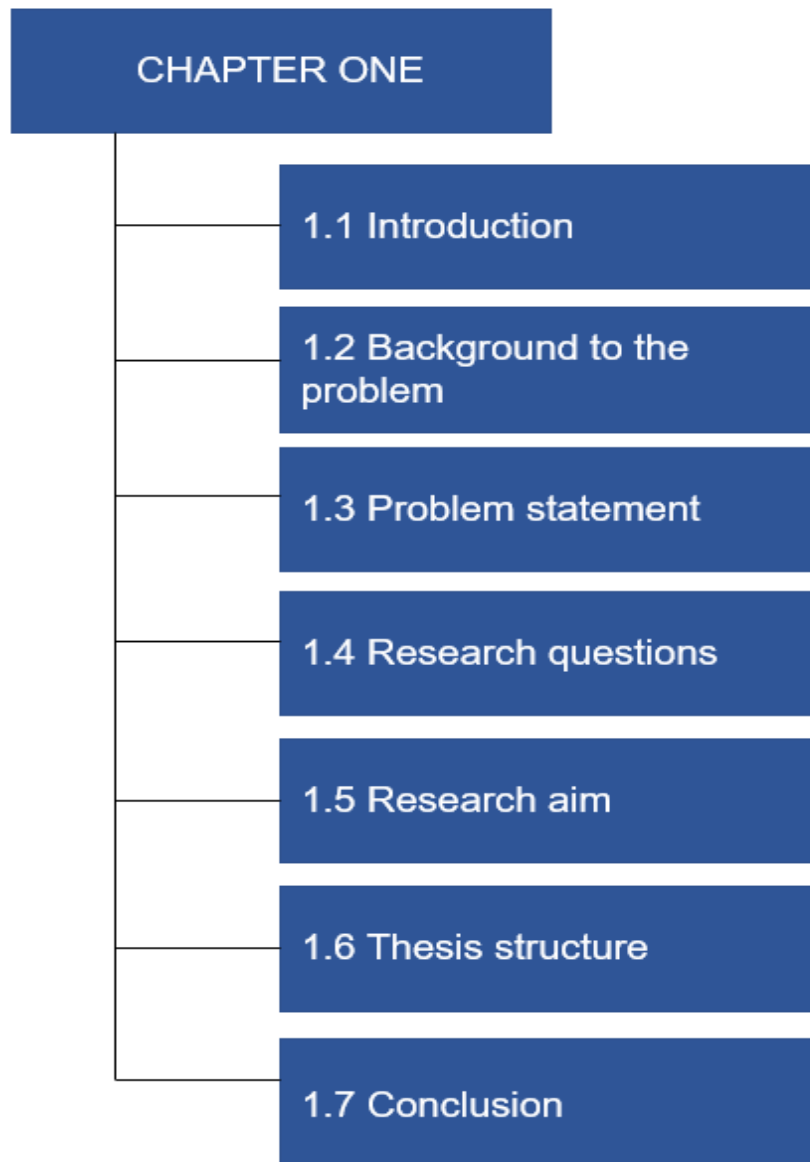 CHAPTER ONE
1.1 Introduction
1.2 Background to the
problem
1.3 Problem statement
1.4 Research questions
1.5 Research aim
1.6 Thesis structure
1.7 Conclusion